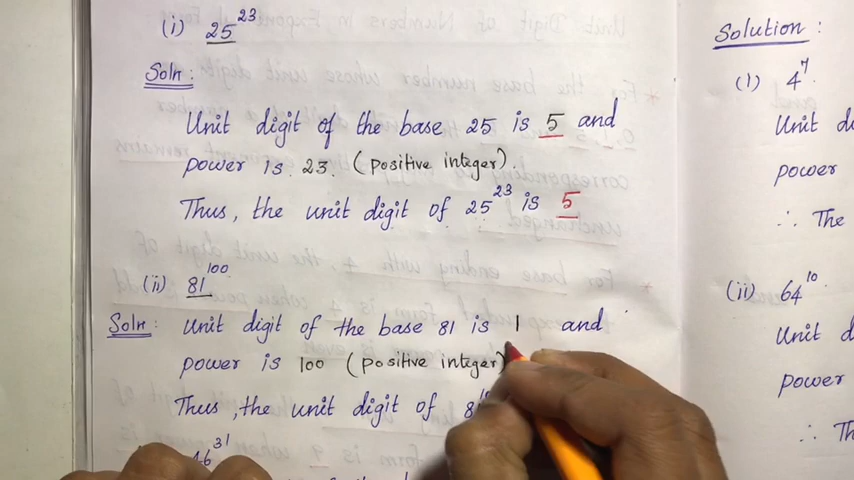 (i) 25^23
Soln:
Unit digit of the base 25 is 5 and
power is 23. (positive integer).
Thus, the unit digit of 25^23 is 5
(ii) 81^100
Soln: Unit digit of the base 81 is 1 and
power is 100 (positive integer)
Thus, the unit digit of
46^31
Solution:
(i) 4^7.
Unit
power
∴ The
(ii) 64^10
Unit
power
∴